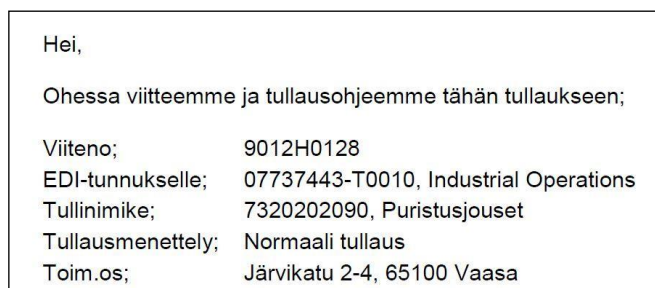 Hei,
Ohessa viitteemme ja tullausohjeemme tähän tullaukseen;
Viiteno; 9012H0128
EDI-tunnukselle; 07737443-T0010, Industrial Operations
Tullinimike; 7320202090, Puristusjouset
Tullausmenettely; Normaali tullaus
Toim.os; Järvikatu 2-4, 65100 Vaasa